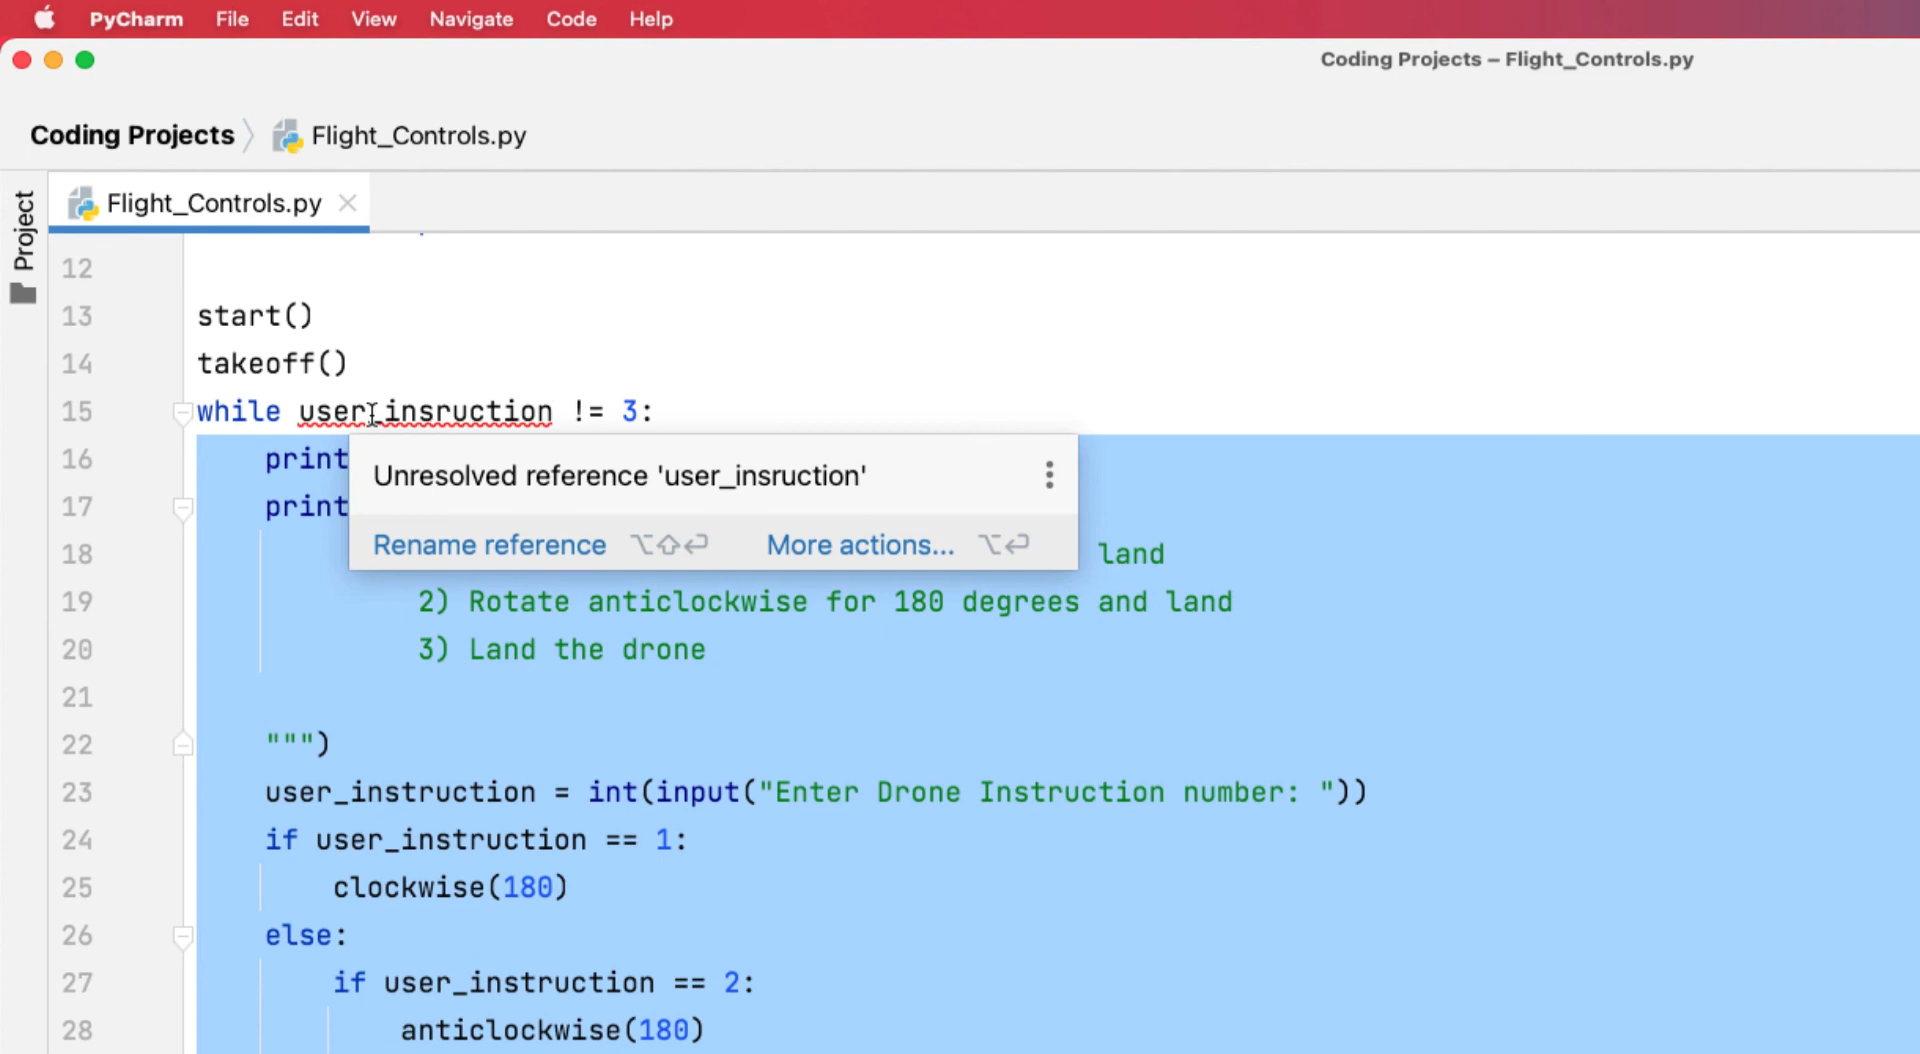 PyCharm File Edit View Navigate Code Help
Coding Projects – Flight_Controls.py
Coding Projects Flight_Controls.py
Project
Flight_Controls.py
12
13 start()
14 takeoff()
15 while user_insruction != 3:
16 print
Unresolved reference 'user_insruction'
17 print
Rename reference ⌥⇧⏎ More actions... ⌥⏎
18 land
19 2) Rotate anticlockwise for 180 degrees and land
20 3) Land the drone
21
22 """)
23 user_instruction = int(input("Enter Drone Instruction number: "))
24 if user_instruction == 1:
25 clockwise(180)
26 else:
27 if user_instruction == 2:
28 anticlockwise(180)